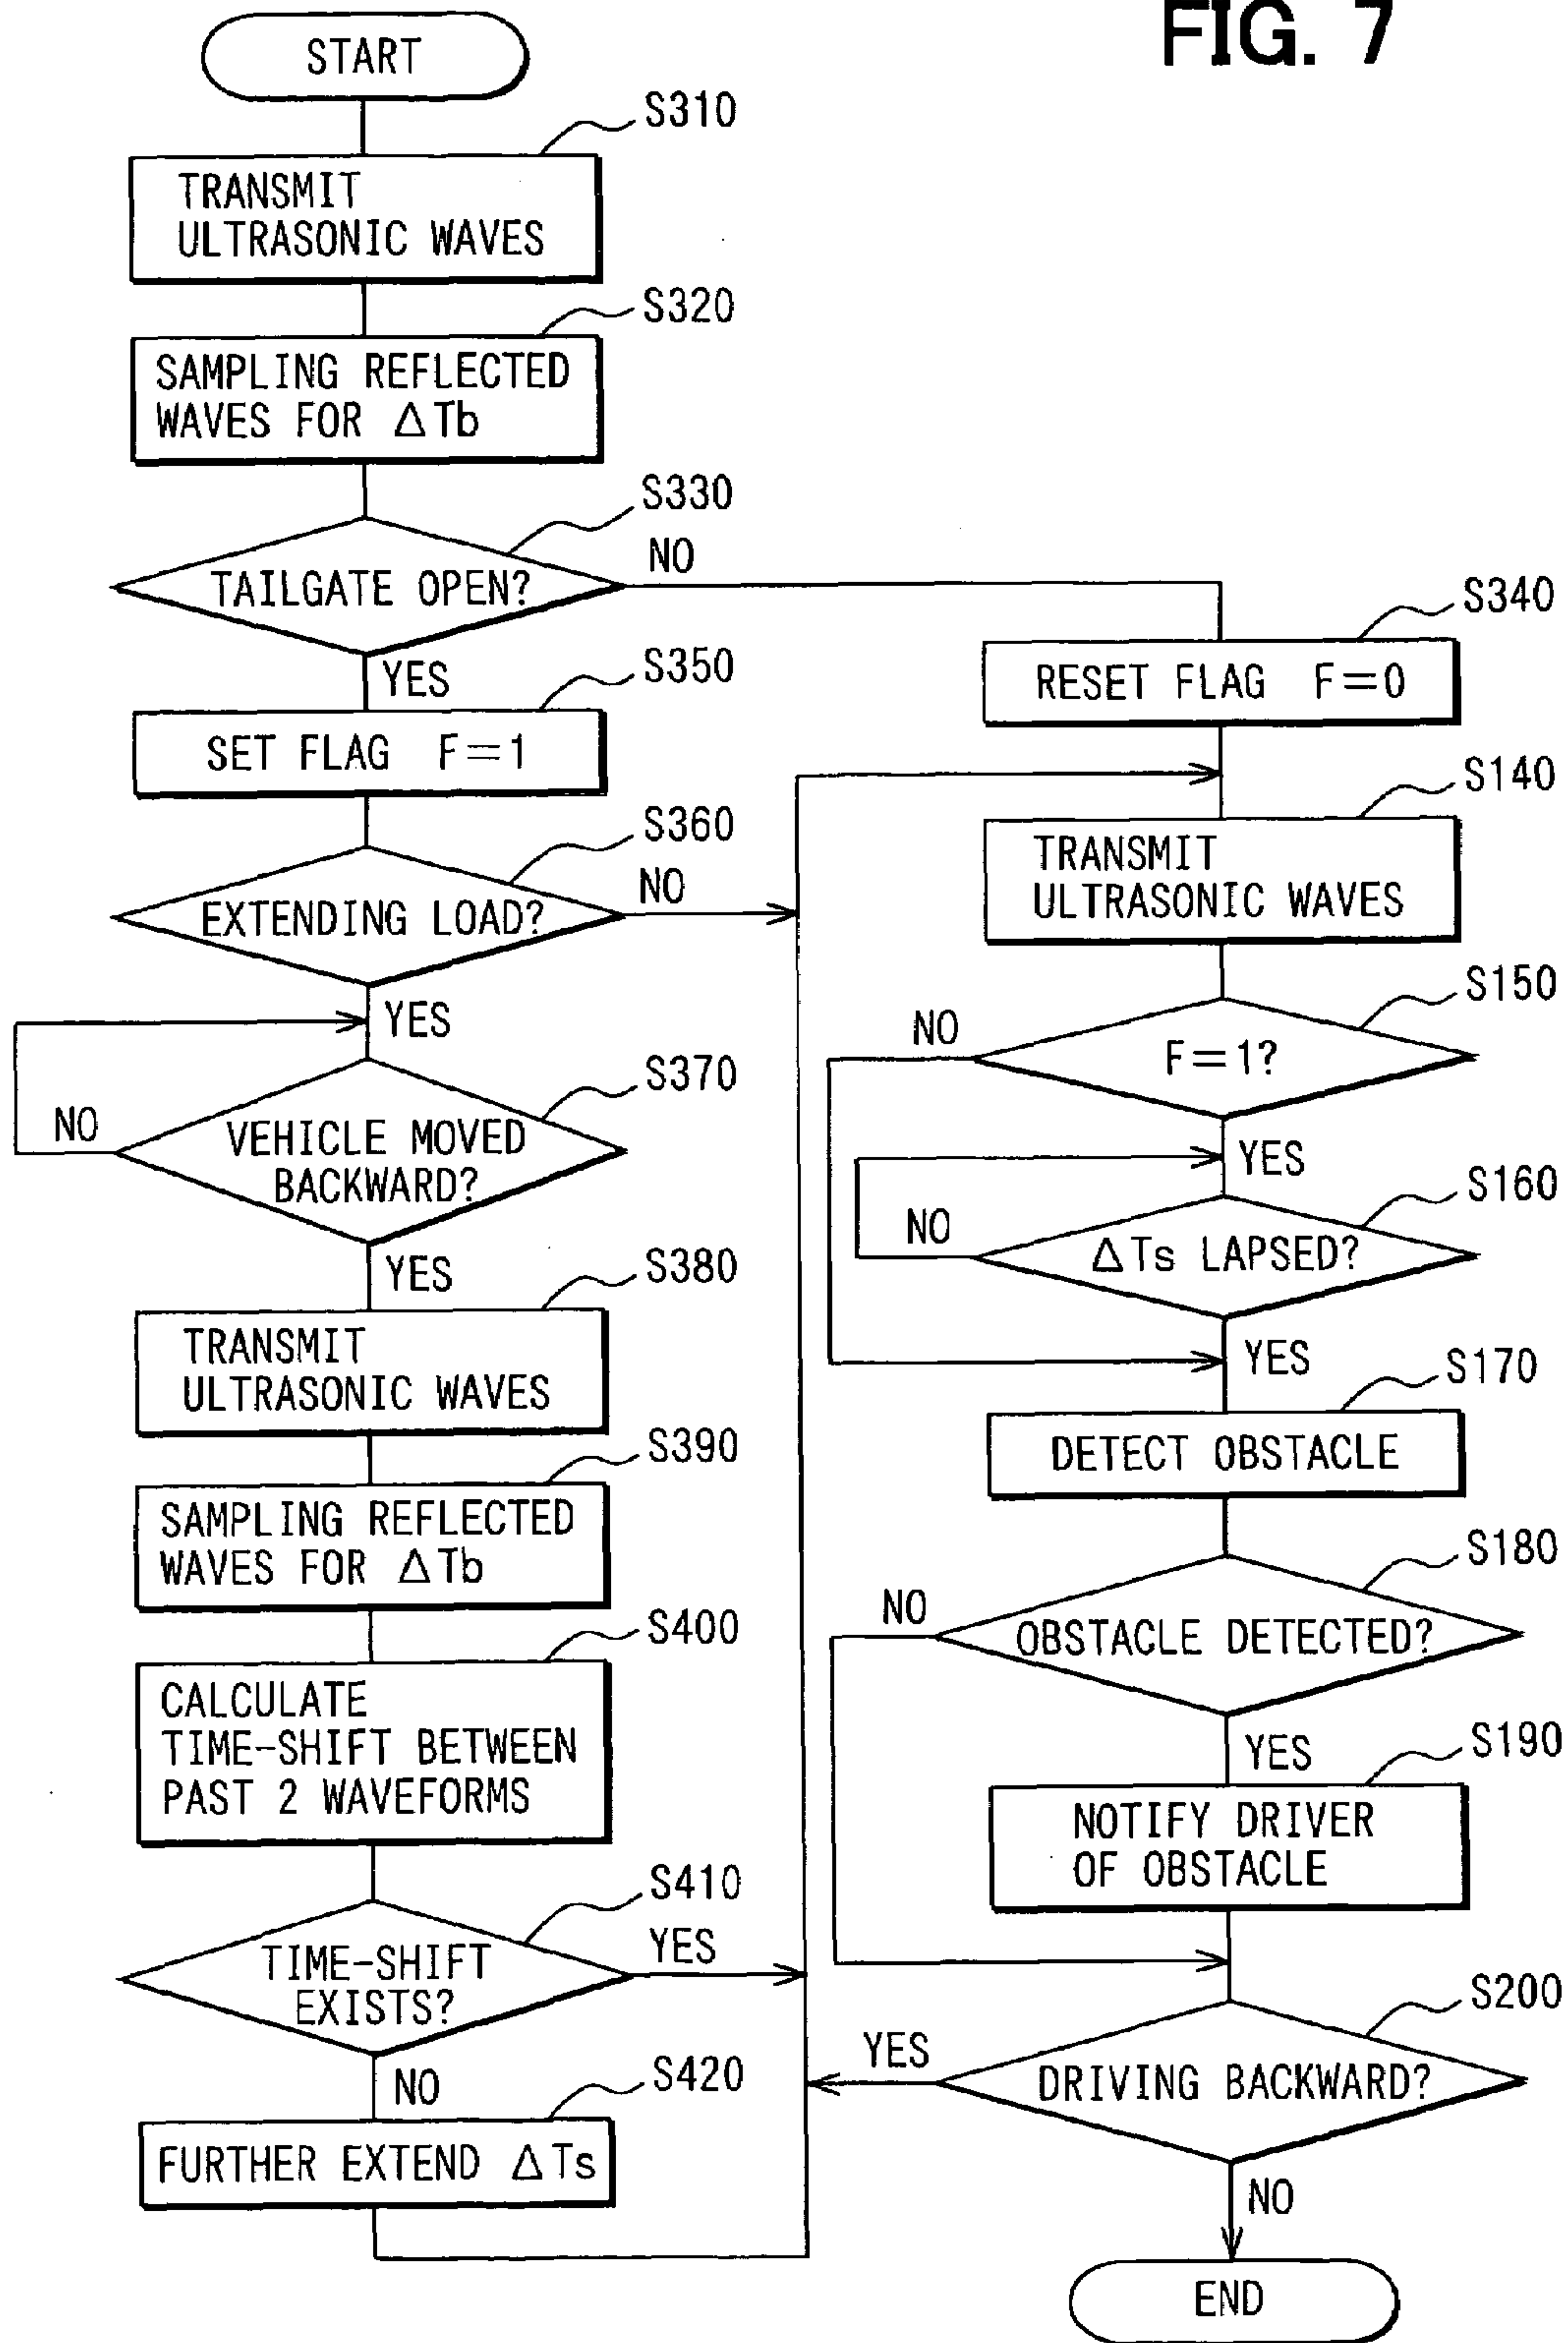 FIG. 7
START
S310
TRANSMIT
ULTRASONIC WAVES
S320
SAMPLING REFLECTED
WAVES FOR ΔTb
S330
TAILGATE OPEN?
NO
YES
S340
RESET FLAG F=0
S350
SET FLAG F=1
S360
EXTENDING LOAD?
NO
YES
S370
VEHICLE MOVED
BACKWARD?
NO
YES
S380
TRANSMIT
ULTRASONIC WAVES
S390
SAMPLING REFLECTED
WAVES FOR ΔTb
S400
CALCULATE
TIME-SHIFT BETWEEN
PAST 2 WAVEFORMS
S410
TIME-SHIFT
EXISTS?
YES
NO
S420
FURTHER EXTEND ΔTs
S140
TRANSMIT
ULTRASONIC WAVES
S150
F=1?
NO
YES
S160
ΔTs LAPSED?
NO
YES
S170
DETECT OBSTACLE
S180
OBSTACLE DETECTED?
NO
YES
S190
NOTIFY DRIVER
OF OBSTACLE
S200
DRIVING BACKWARD?
YES
NO
END